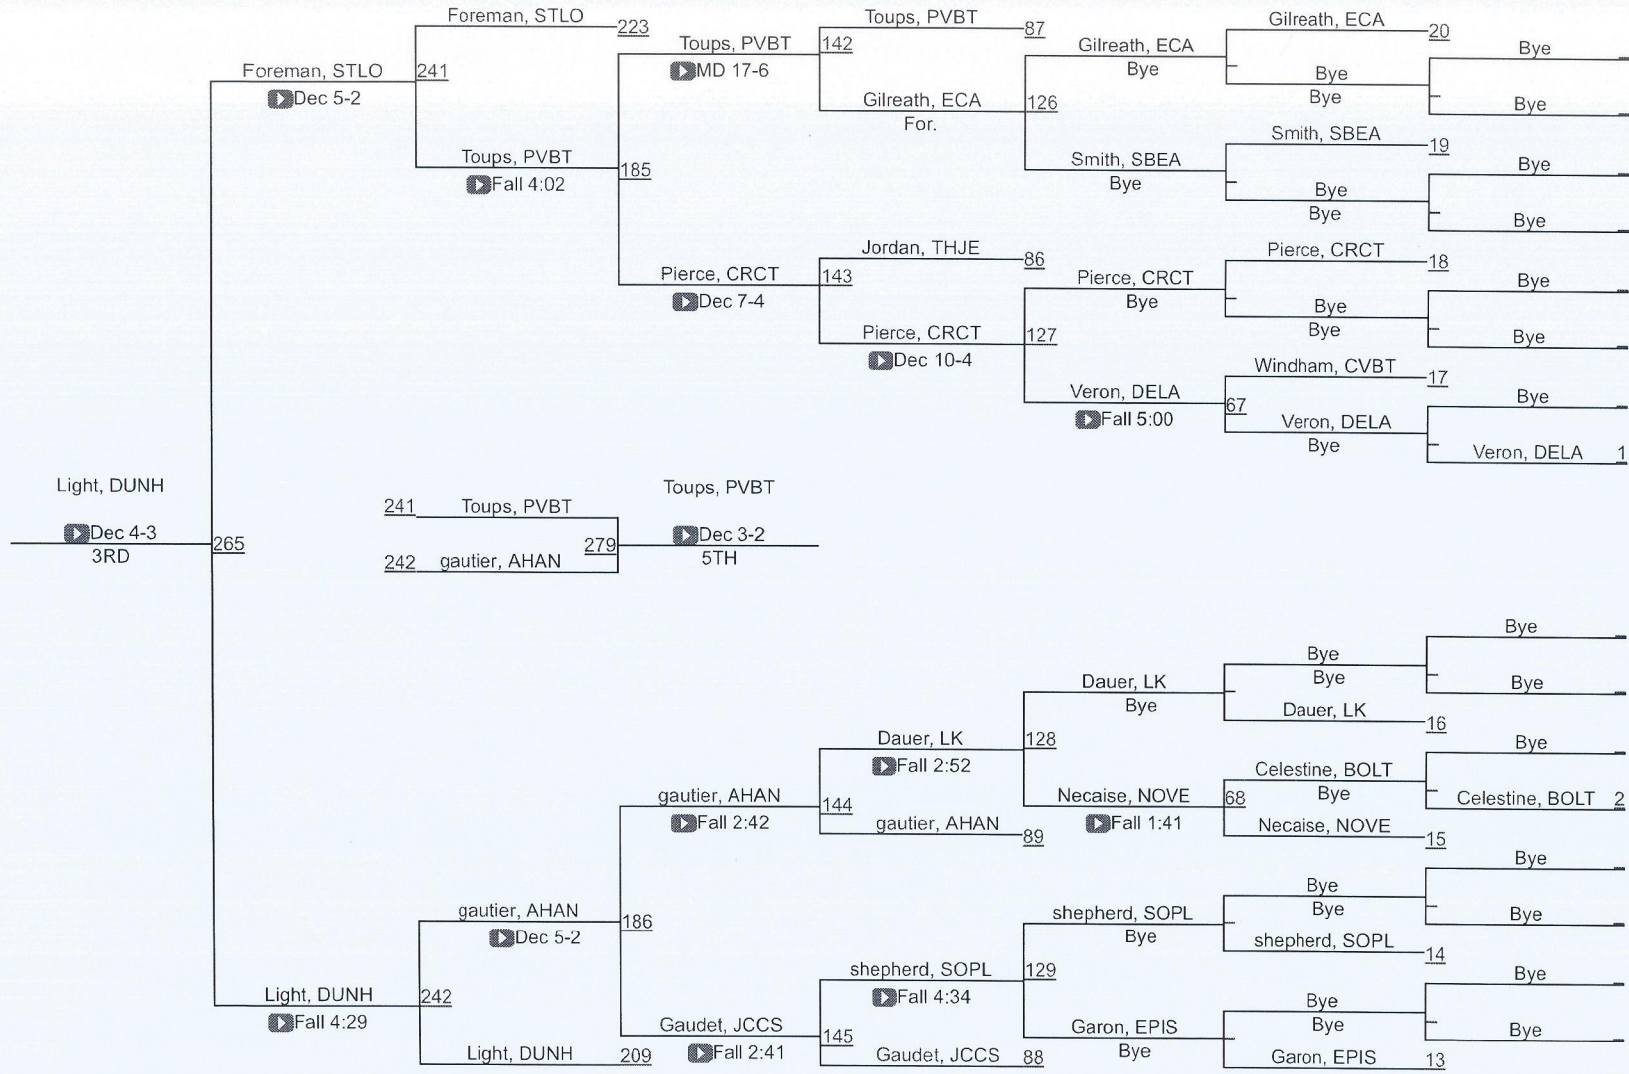 Foreman, STLO
223
Toups, PVBT
87
Gilreath, ECA
20
Toups, PVBT
142
Gilreath, ECA
Bye
Foreman, STLO
241
MD 17-6
Bye
Bye
Bye
Dec 5-2
Gilreath, ECA
126
Bye
For.
Smith, SBEA
19
Toups, PVBT
185
Smith, SBEA
Bye
Fall 4:02
Bye
Bye
Bye
Bye
Jordan, THJE
86
Pierce, CRCT
18
Pierce, CRCT
143
Pierce, CRCT
Bye
Dec 7-4
Bye
Bye
Bye
Pierce, CRCT
127
Bye
Dec 10-4
Windham, CVBT
17
Veron, DELA
67
Bye
Fall 5:00
Veron, DELA
Bye
Veron, DELA 1
Light, DUNH
Toups, PVBT
241
Toups, PVBT
Dec 4-3
Dec 3-2
3RD
265
279
5TH
242
gautier, AHAN
Bye
Bye
Dauer, LK
Bye
Bye
Bye
Dauer, LK
16
Dauer, LK
128
Bye
Fall 2:52
Celestine, BOLT
gautier, AHAN
144
Necaise, NOVE
68
Bye
Celestine, BOLT 2
Fall 2:42
gautier, AHAN
89
Fall 1:41
Necaise, NOVE
15
Bye
gautier, AHAN
186
shepherd, SOPL
Bye
Bye
Dec 5-2
Bye
Bye
shepherd, SOPL
14
shepherd, SOPL
129
Bye
Light, DUNH
242
Fall 4:34
Bye
Fall 4:29
Gaudet, JCCS
145
Garon, EPIS
Bye
Bye
Light, DUNH
209
Fall 2:41
Gaudet, JCCS
88
Bye
Garon, EPIS
13